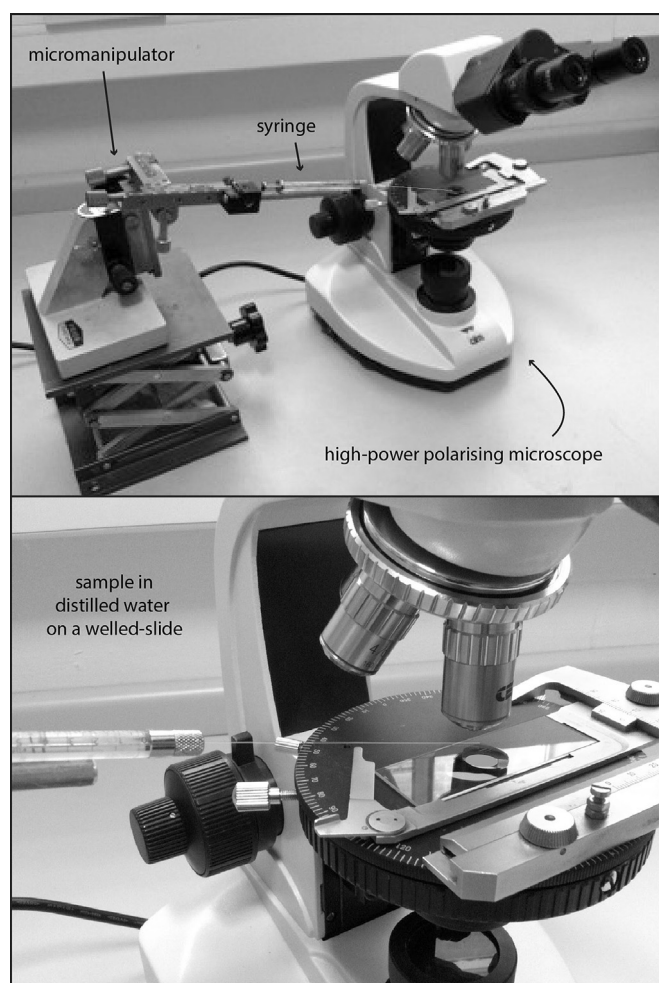 micromanipulator
syringe
high-power polarising microscope
sample in
distilled water
on a welled-slide